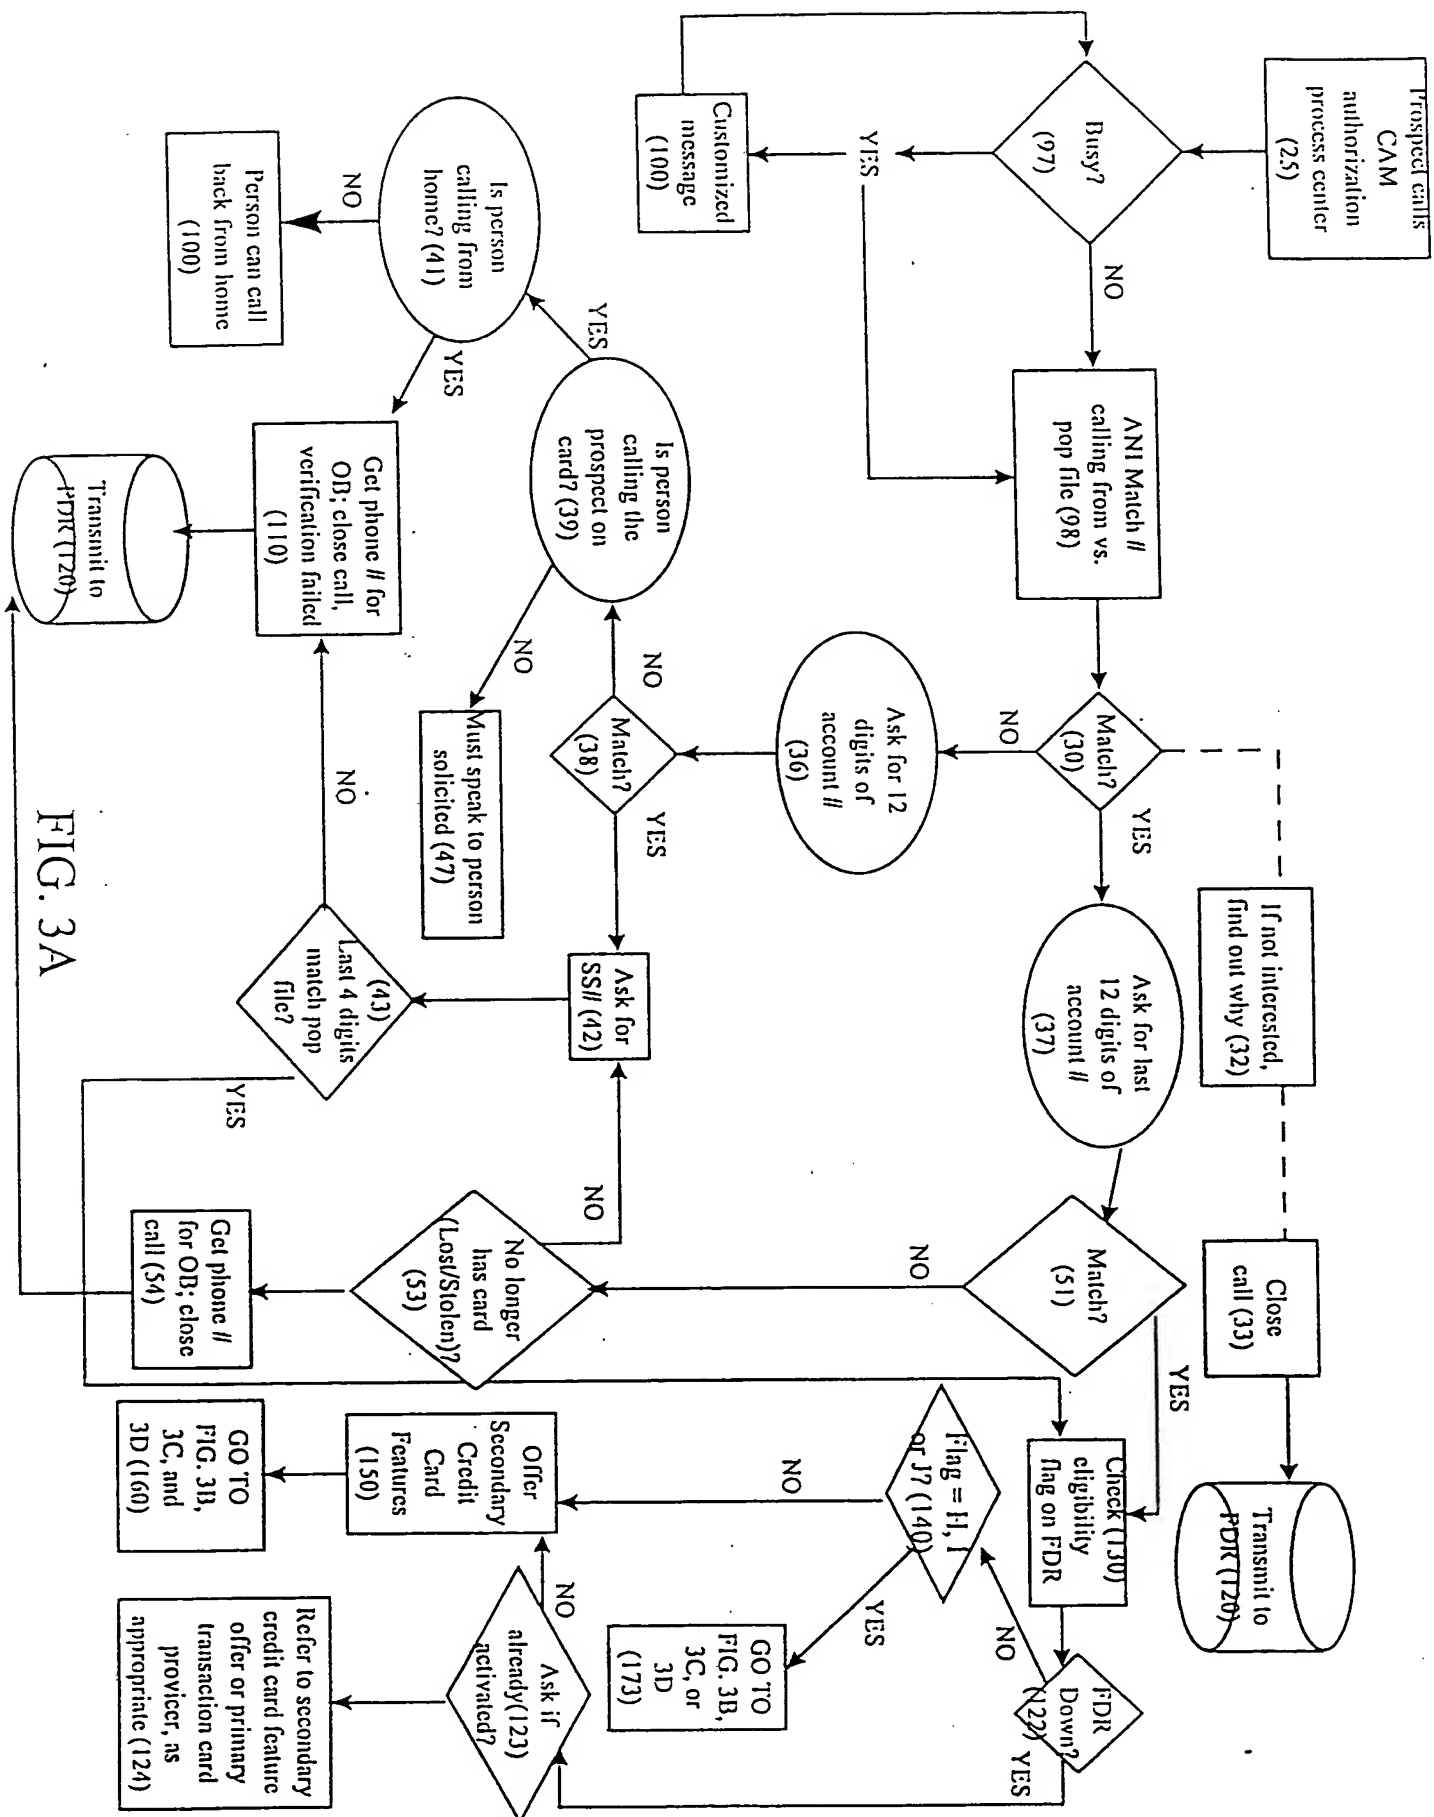 Prospect calls
CAM
authorization
process center
(25)
Busy?
(97)
YES
NO
Customized
message
(100)
ANI Match #
calling from vs.
pop file (98)
Match?
(30)
NO
YES
If not interested,
find out why (32)
Close
call (33)
Transmit to
PDR (120)
Ask for last
12 digits of
account #
(37)
Match?
(51)
YES
NO
Check (130)
eligibility
flag on FDR
FDR
Down?
(122)
NO
YES
Flag = H, I
or J? (140)
YES
NO
GO TO
FIG. 3B,
3C, or
3D
(173)
Ask if
already(123)
activated?
NO
Refer to secondary
credit card feature
offer or primary
transaction card
provicer, as
appropriate (124)
Offer
Secondary
Credit
Card
Features
(150)
GO TO
FIG. 3B,
3C, and
3D (160)
Ask for 12
digits of
account #
(36)
Match?
(38)
NO
YES
Ask for
SS# (42)
NO
No longer
has card
(Lost/Stolen)?
(53)
Get phone #
for OB; close
call (54)
(43)
Last 4 digits
match pop
file?
NO
YES
Is person
calling the
prospect on
card? (39)
YES
NO
Must speak to person
solicited (47)
Is person
calling from
home? (41)
NO
YES
Person can call
back from home
(100)
Get phone # for
OB; close call,
verification failed
(110)
Transmit to
PDR (120)
FIG. 3A